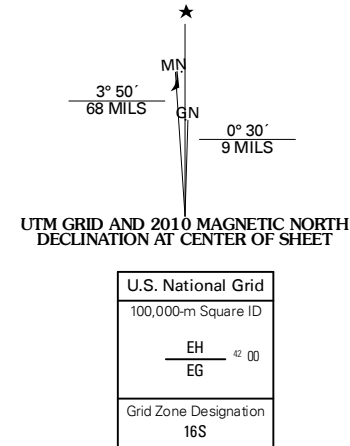 MN
3° 50´
68 MILS
GN
0° 30´
9 MILS
UTM GRID AND 2010 MAGNETIC NORTH
DECLINATION AT CENTER OF SHEET
U.S. National Grid
100,000-m Square ID
EH
42 00
EG
Grid Zone Designation
16S